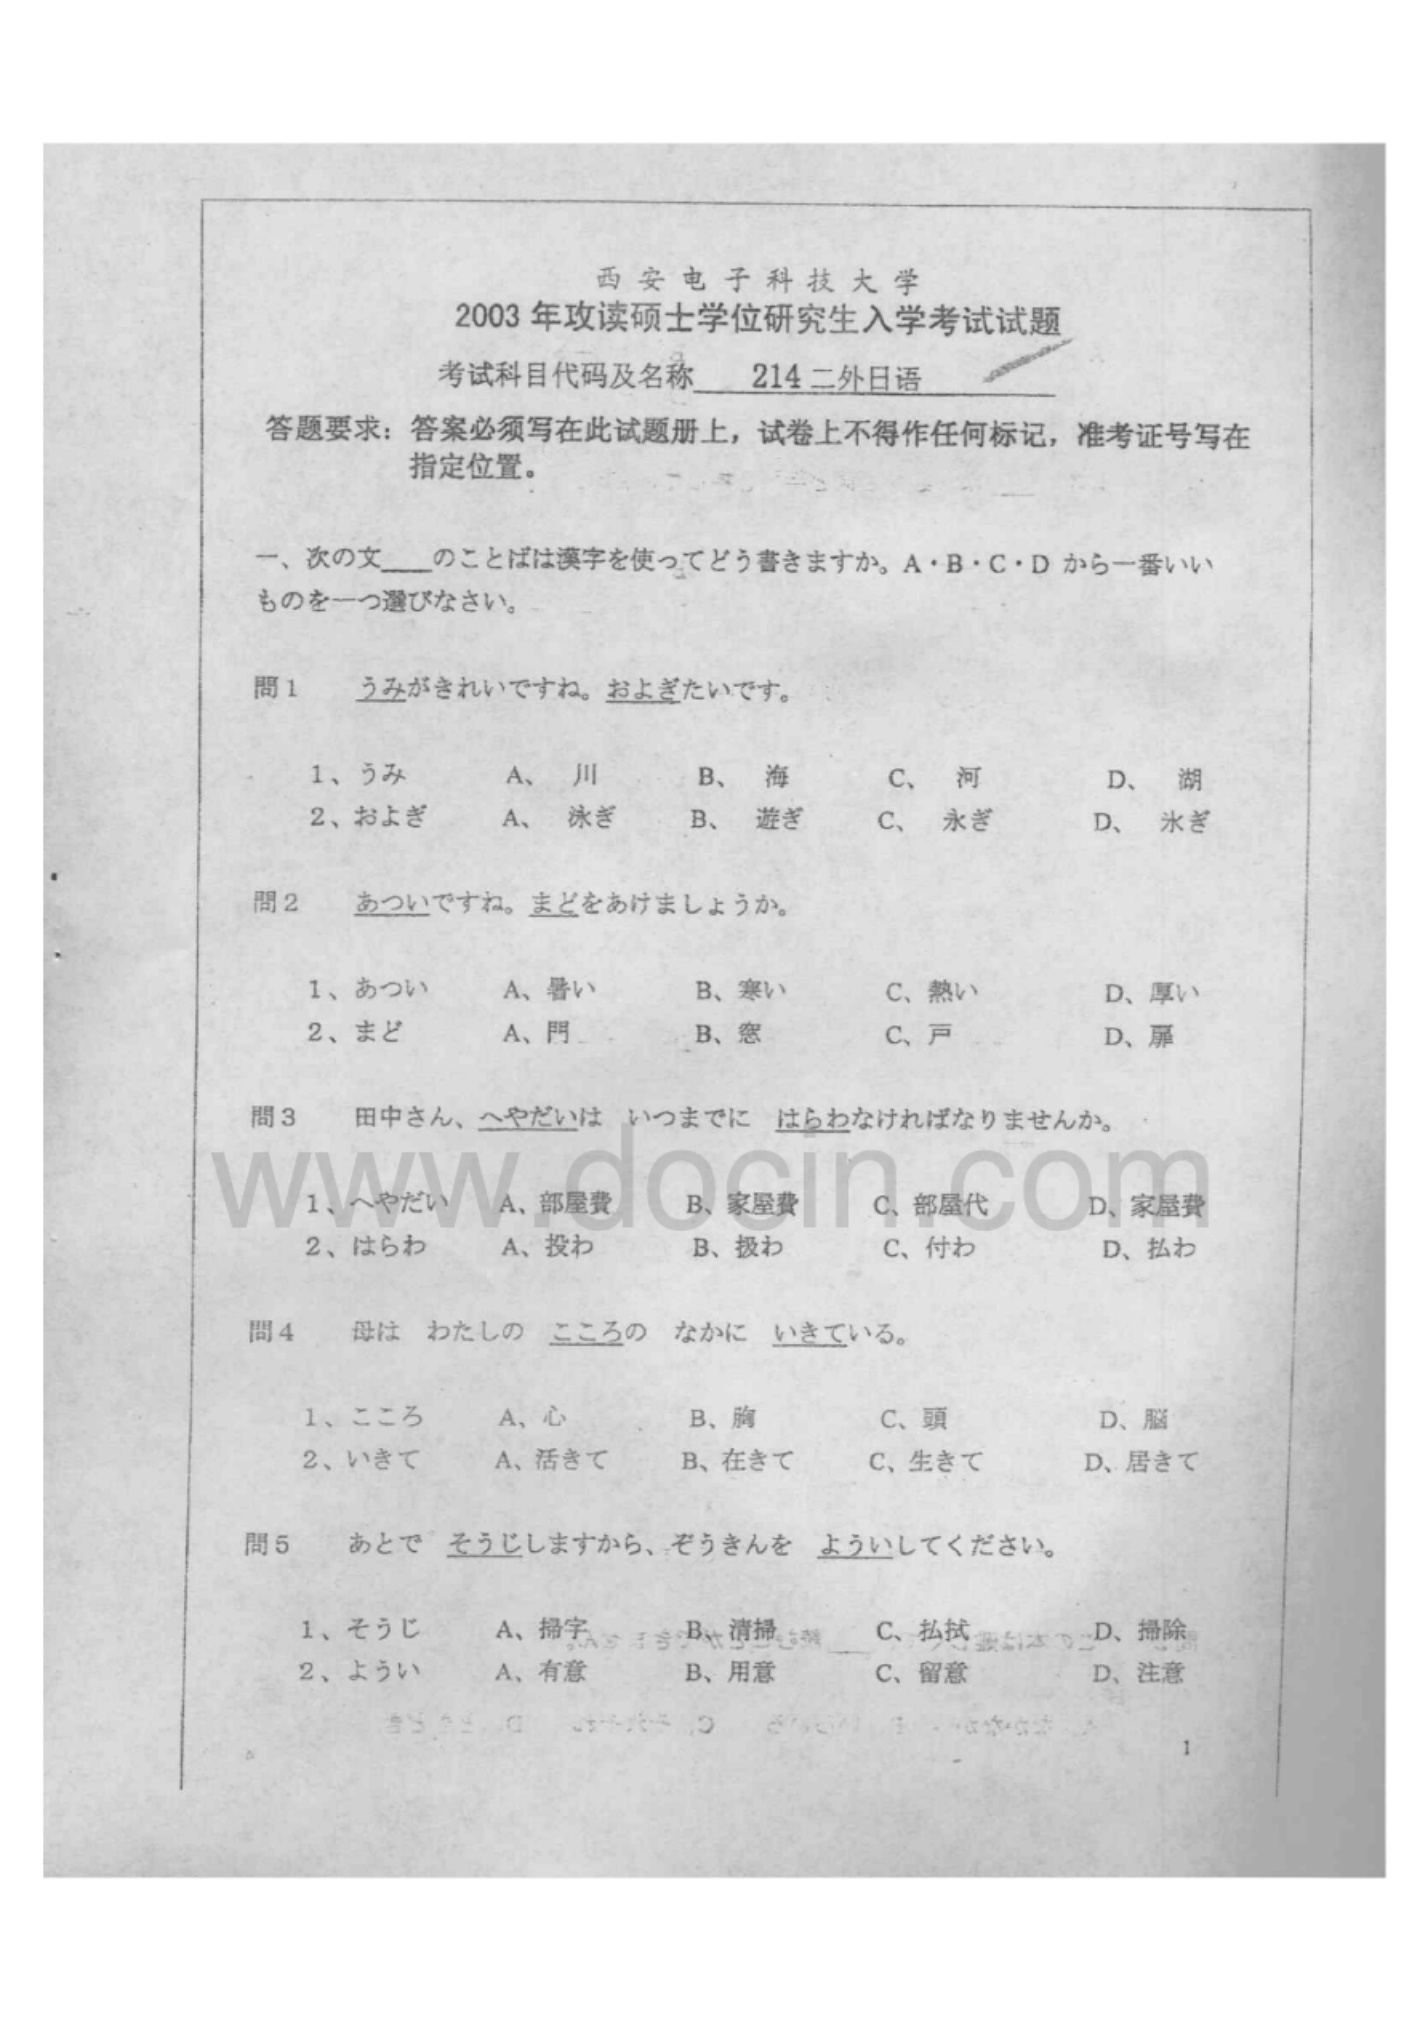 西安电子科技大学
2003 年攻读硕士学位研究生入学考试试题
考试科目代码及名称 214 二外日语
答题要求：答案必须写在此试题册上，试卷上不得作任何标记，准考证号写在
指定位置。
一、次の文___のことばは漢字を使ってどう書きますか。A・B・C・D から一番いい
ものを一つ選びなさい。
問1 うみがきれいですね。およぎたいです。
1、うみ A、 川 B、 海 C、 河 D、 湖
2、およぎ A、 泳ぎ B、 遊ぎ C、 永ぎ D、 氷ぎ
問2 あついですね。まどをあけましょうか。
1、あつい A、暑い B、寒い C、熱い D、厚い
2、まど A、門 B、窓 C、戸 D、扉
問3 田中さん、へやだいは いつまでに はらわなければなりませんか。
1、へやだい A、部屋費 B、家屋費 C、部屋代 D、家屋費
2、はらわ A、投わ B、扱わ C、付わ D、払わ
問4 母は わたしの こころの なかに いきている。
1、こころ A、心 B、胸 C、頭 D、脳
2、いきて A、活きて B、在きて C、生きて D、居きて
問5 あとで そうじしますから、ぞうきんを よういしてください。
1、そうじ A、掃字 B、清掃 C、払拭 D、掃除
2、ようい A、有意 B、用意 C、留意 D、注意
1
www.docin.com